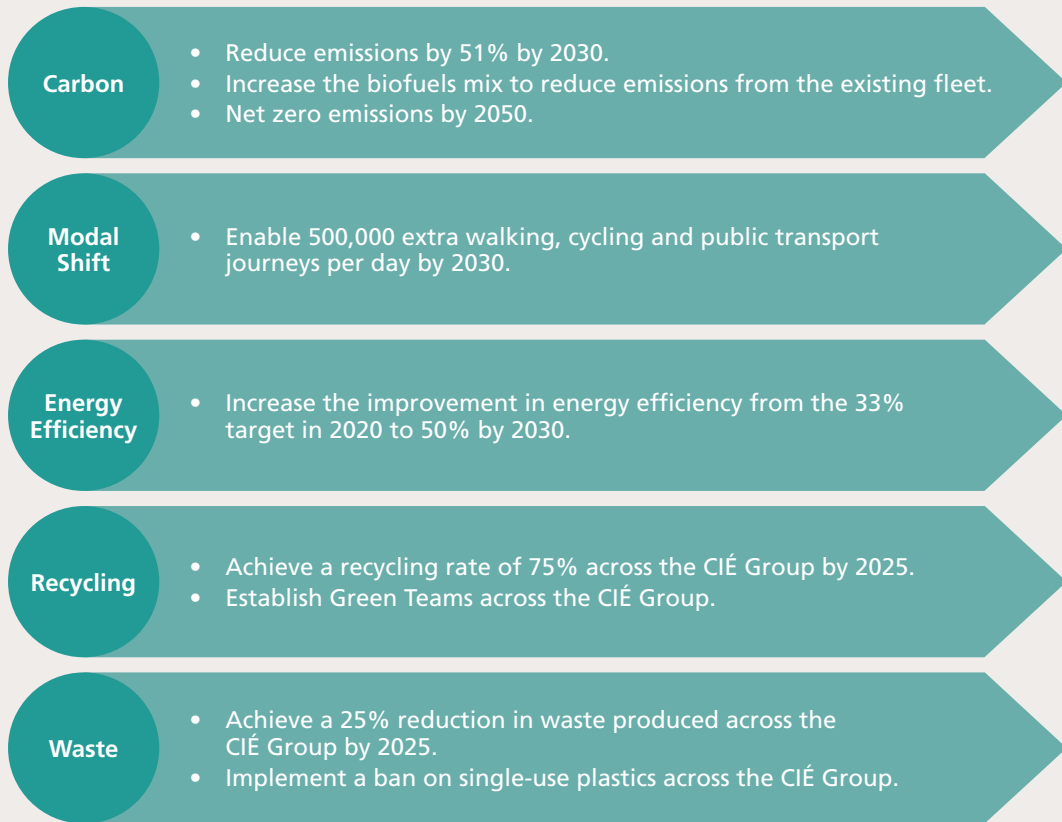 Carbon
• Reduce emissions by 51% by 2030.
• Increase the biofuels mix to reduce emissions from the existing fleet.
• Net zero emissions by 2050.
Modal
Shift
• Enable 500,000 extra walking, cycling and public transport
journeys per day by 2030.
Energy
Efficiency
• Increase the improvement in energy efficiency from the 33%
target in 2020 to 50% by 2030.
Recycling
• Achieve a recycling rate of 75% across the CIÉ Group by 2025.
• Establish Green Teams across the CIÉ Group.
Waste
• Achieve a 25% reduction in waste produced across the
CIÉ Group by 2025.
• Implement a ban on single-use plastics across the CIÉ Group.